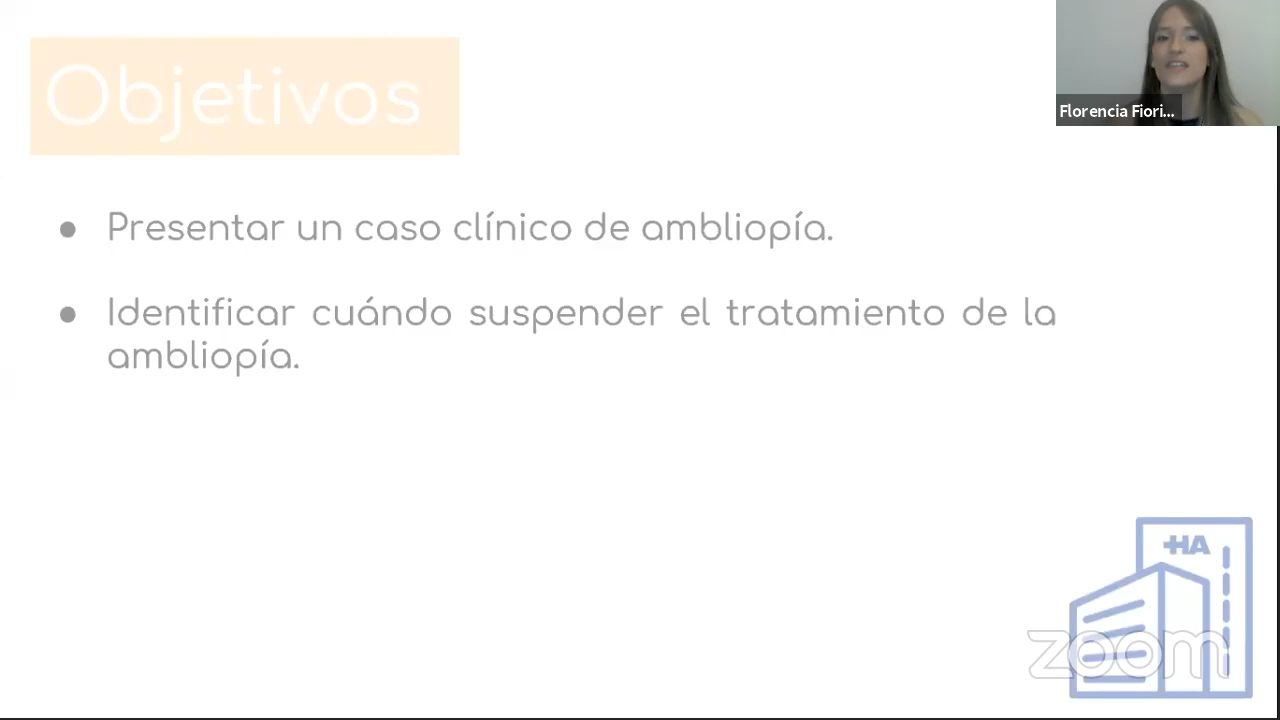 Objetivos
Florencia Fiori...
● Presentar un caso clínico de ambliopía.
● Identificar cuándo suspender el tratamiento de la
ambliopía.
HA
zoom